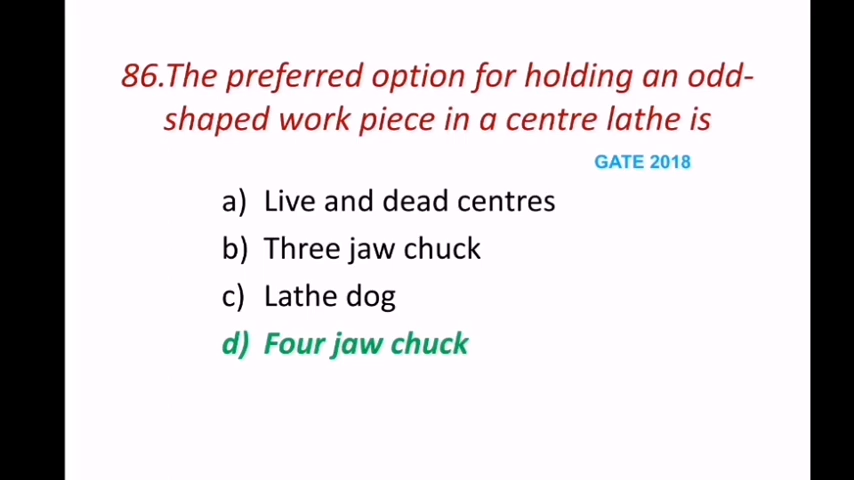 86.The preferred option for holding an odd-
shaped work piece in a centre lathe is
GATE 2018
a) Live and dead centres
b) Three jaw chuck
c) Lathe dog
d) Four jaw chuck